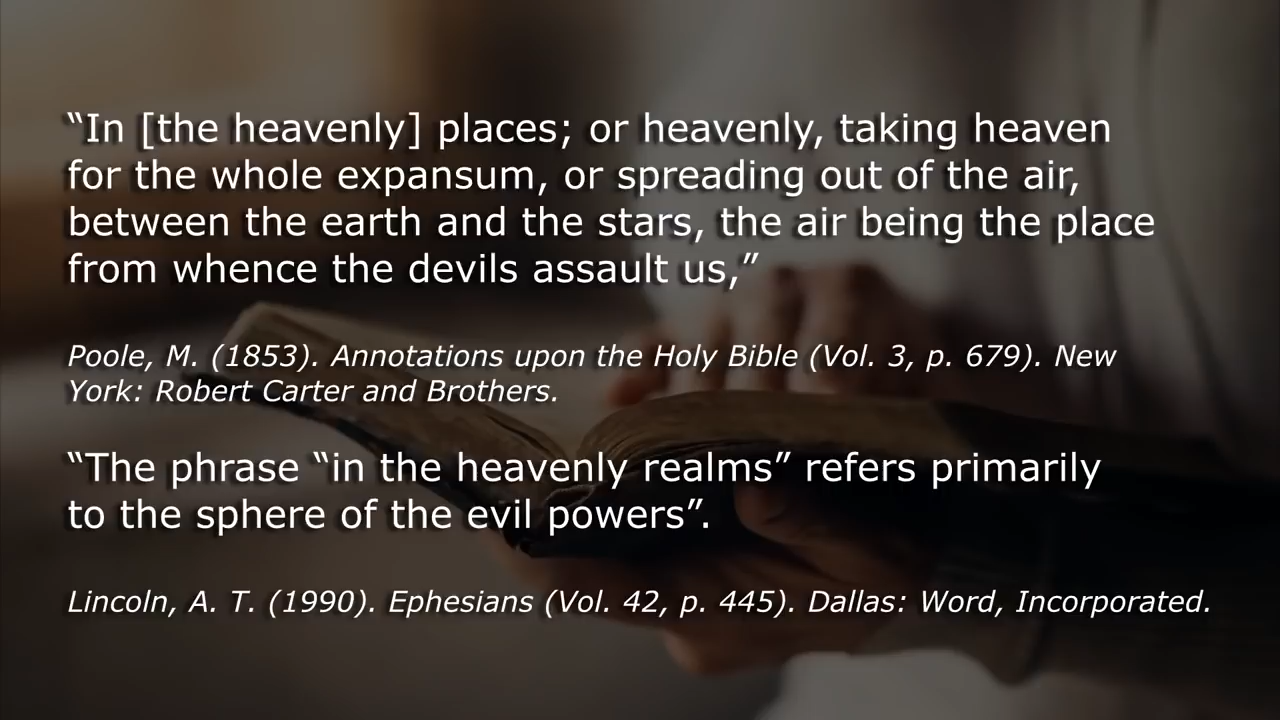 “In [the heavenly] places; or heavenly, taking heaven
for the whole expansum, or spreading out of the air,
between the earth and the stars, the air being the place
from whence the devils assault us,”
Poole, M. (1853). Annotations upon the Holy Bible (Vol. 3, p. 679). New
York: Robert Carter and Brothers.
“The phrase “in the heavenly realms” refers primarily
to the sphere of the evil powers”.
Lincoln, A. T. (1990). Ephesians (Vol. 42, p. 445). Dallas: Word, Incorporated.